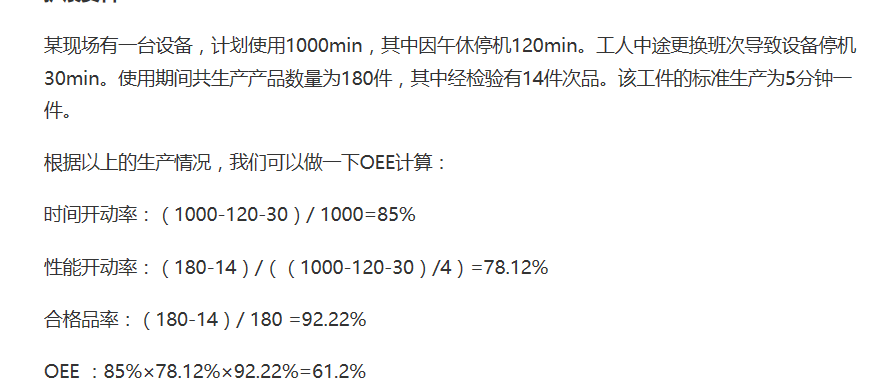 某现场有一台设备，计划使用1000min，其中因午休停机120min。工人中途更换班次导致设备停机
30min。使用期间共生产产品数量为180件，其中经检验有14件次品。该工件的标准生产为5分钟一
件。
根据以上的生产情况，我们可以做一下OEE计算：
时间开动率：（1000-120-30）/ 1000=85%
性能开动率：（180-14）/（（1000-120-30）/4）=78.12%
合格品率：（180-14）/ 180 =92.22%
OEE ：85%×78.12%×92.22%=61.2%